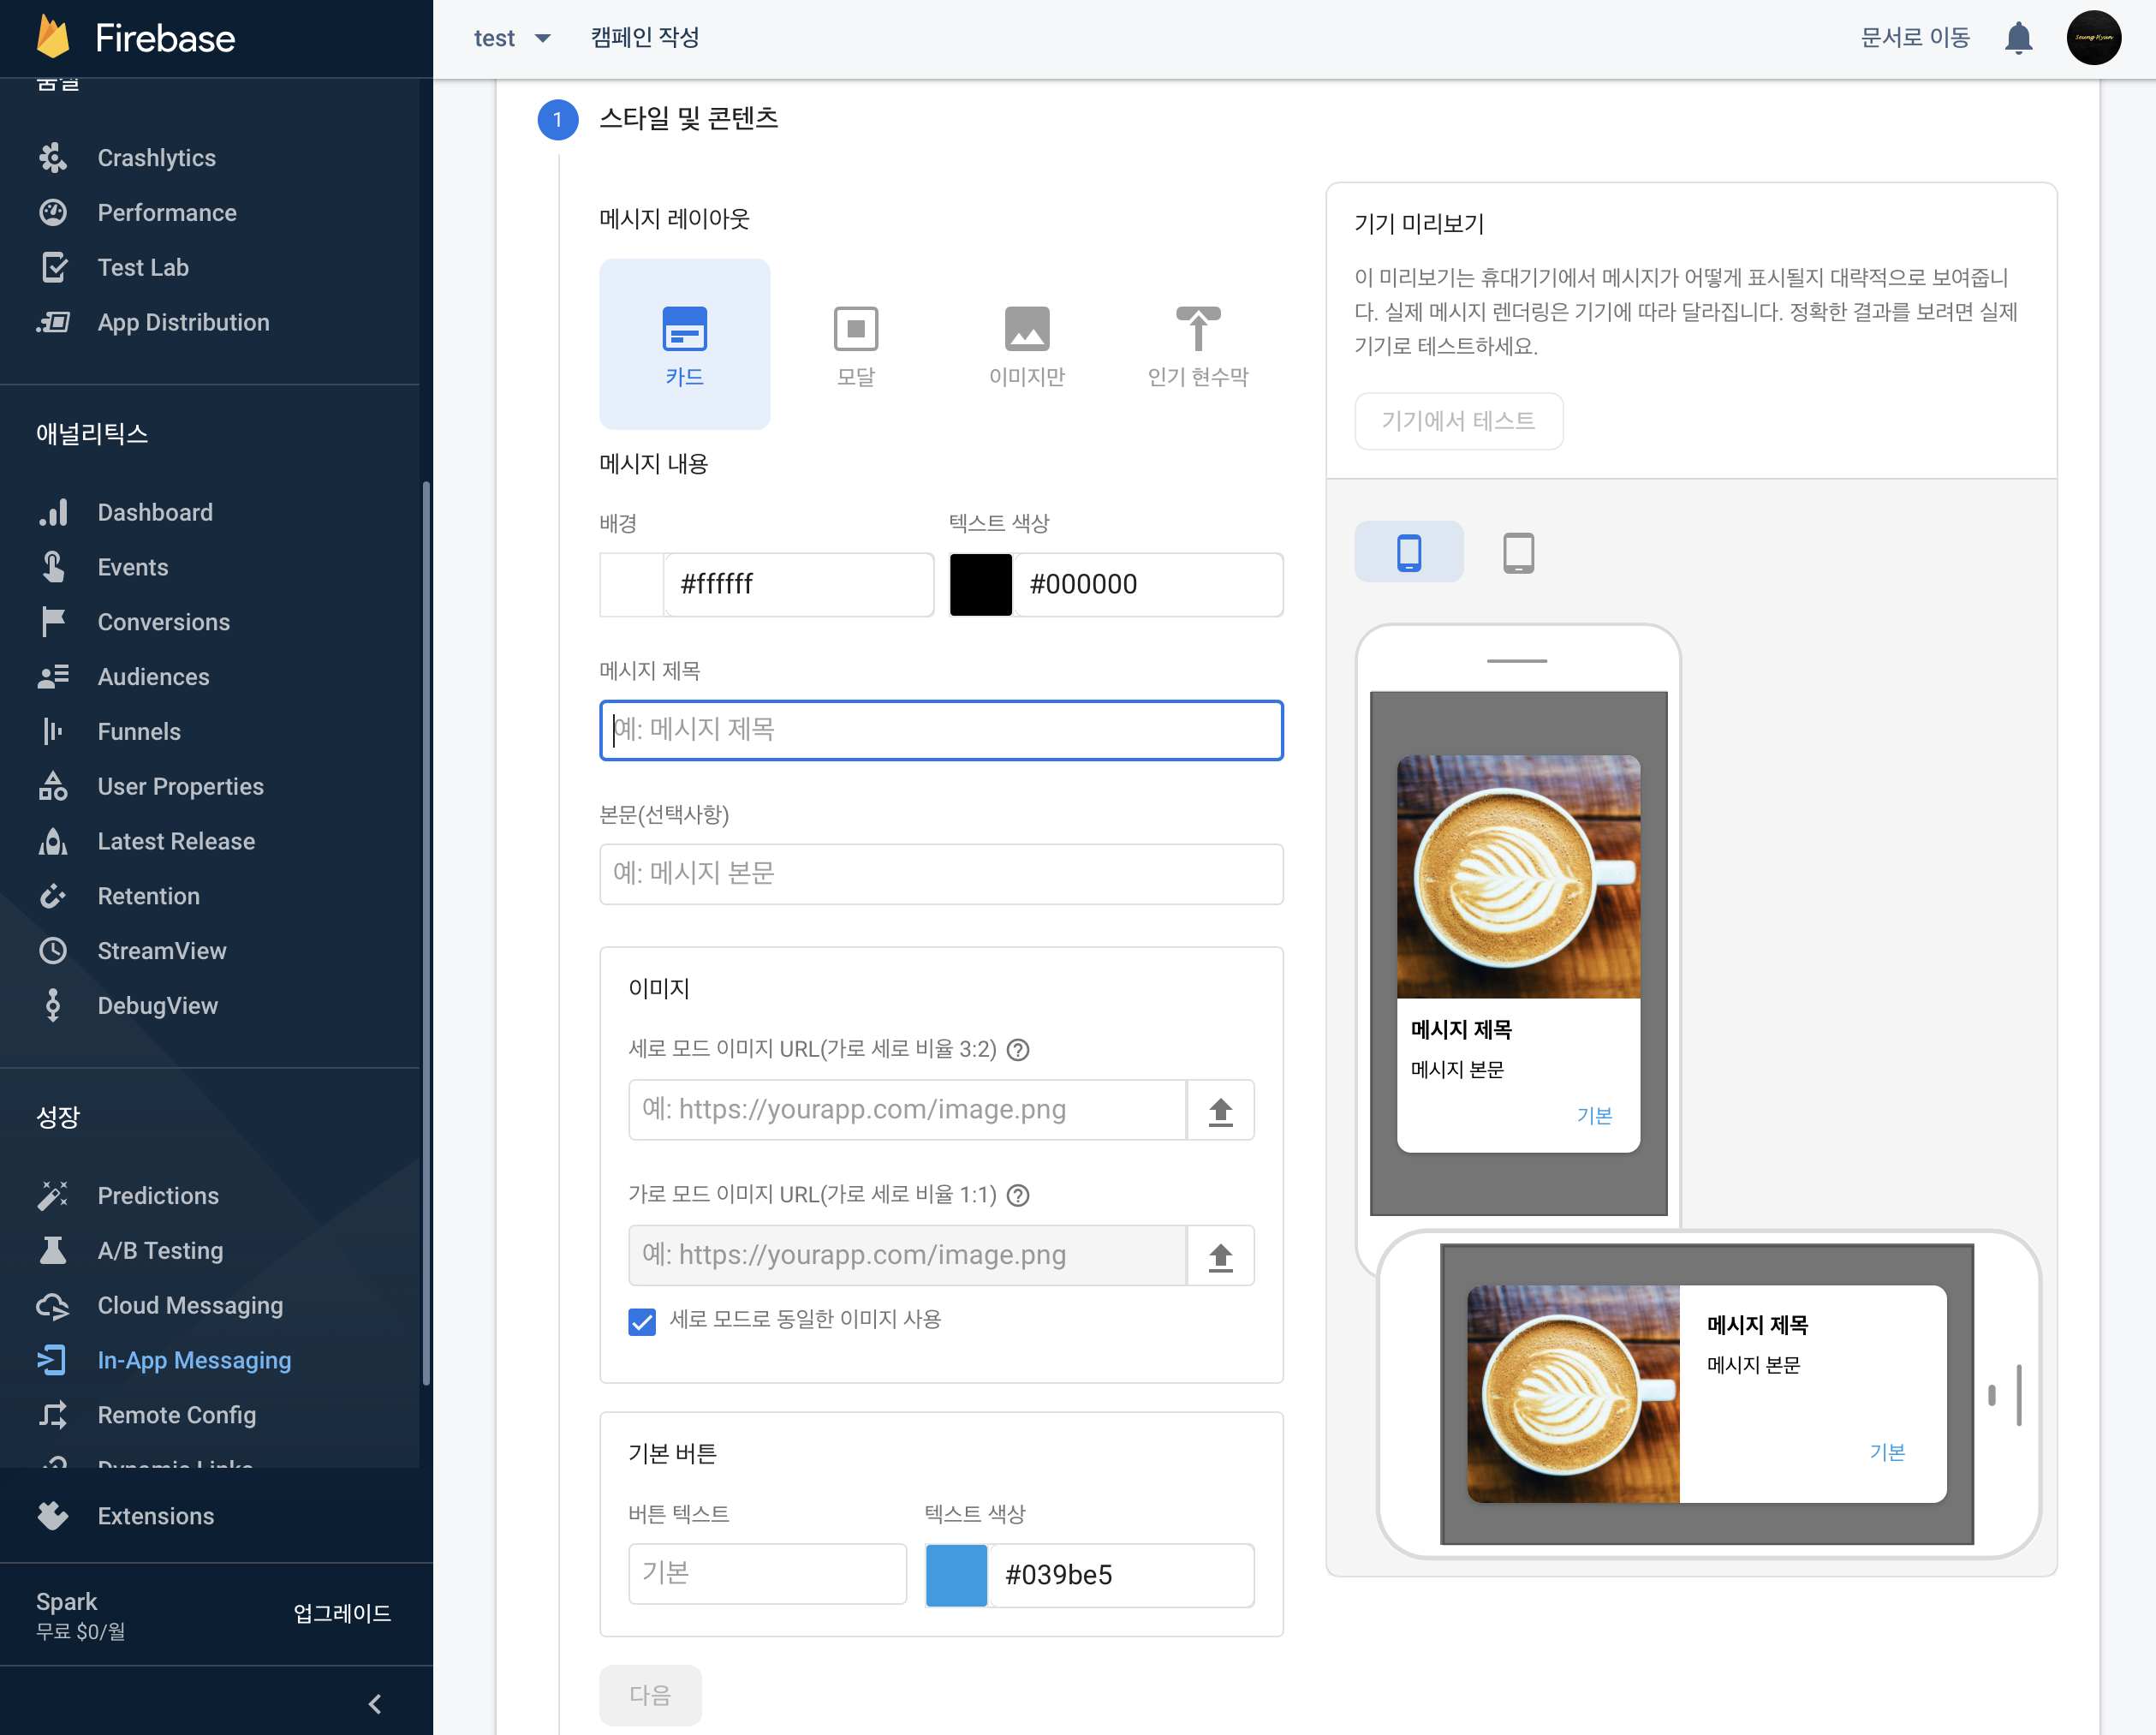 Firebase
test
캠페인 작성
문서로 이동
Seung Hyun
품질
Crashlytics
Performance
Test Lab
App Distribution
애널리틱스
Dashboard
Events
Conversions
Audiences
Funnels
User Properties
Latest Release
Retention
StreamView
DebugView
성장
Predictions
A/B Testing
Cloud Messaging
In-App Messaging
Remote Config
Dynamic Links
Extensions
Spark
무료 $0/월
업그레이드
1
스타일 및 콘텐츠
메시지 레이아웃
카드
모달
이미지만
인기 현수막
메시지 내용
배경
텍스트 색상
#ffffff
#000000
메시지 제목
예: 메시지 제목
본문(선택사항)
예: 메시지 본문
이미지
세로 모드 이미지 URL(가로 세로 비율 3:2)
예: https://yourapp.com/image.png
가로 모드 이미지 URL(가로 세로 비율 1:1)
예: https://yourapp.com/image.png
세로 모드로 동일한 이미지 사용
기본 버튼
버튼 텍스트
텍스트 색상
기본
#039be5
다음
기기 미리보기
이 미리보기는 휴대기기에서 메시지가 어떻게 표시될지 대략적으로 보여줍니
다. 실제 메시지 렌더링은 기기에 따라 달라집니다. 정확한 결과를 보려면 실제
기기로 테스트하세요.
기기에서 테스트
메시지 제목
메시지 본문
기본
메시지 제목
메시지 본문
기본